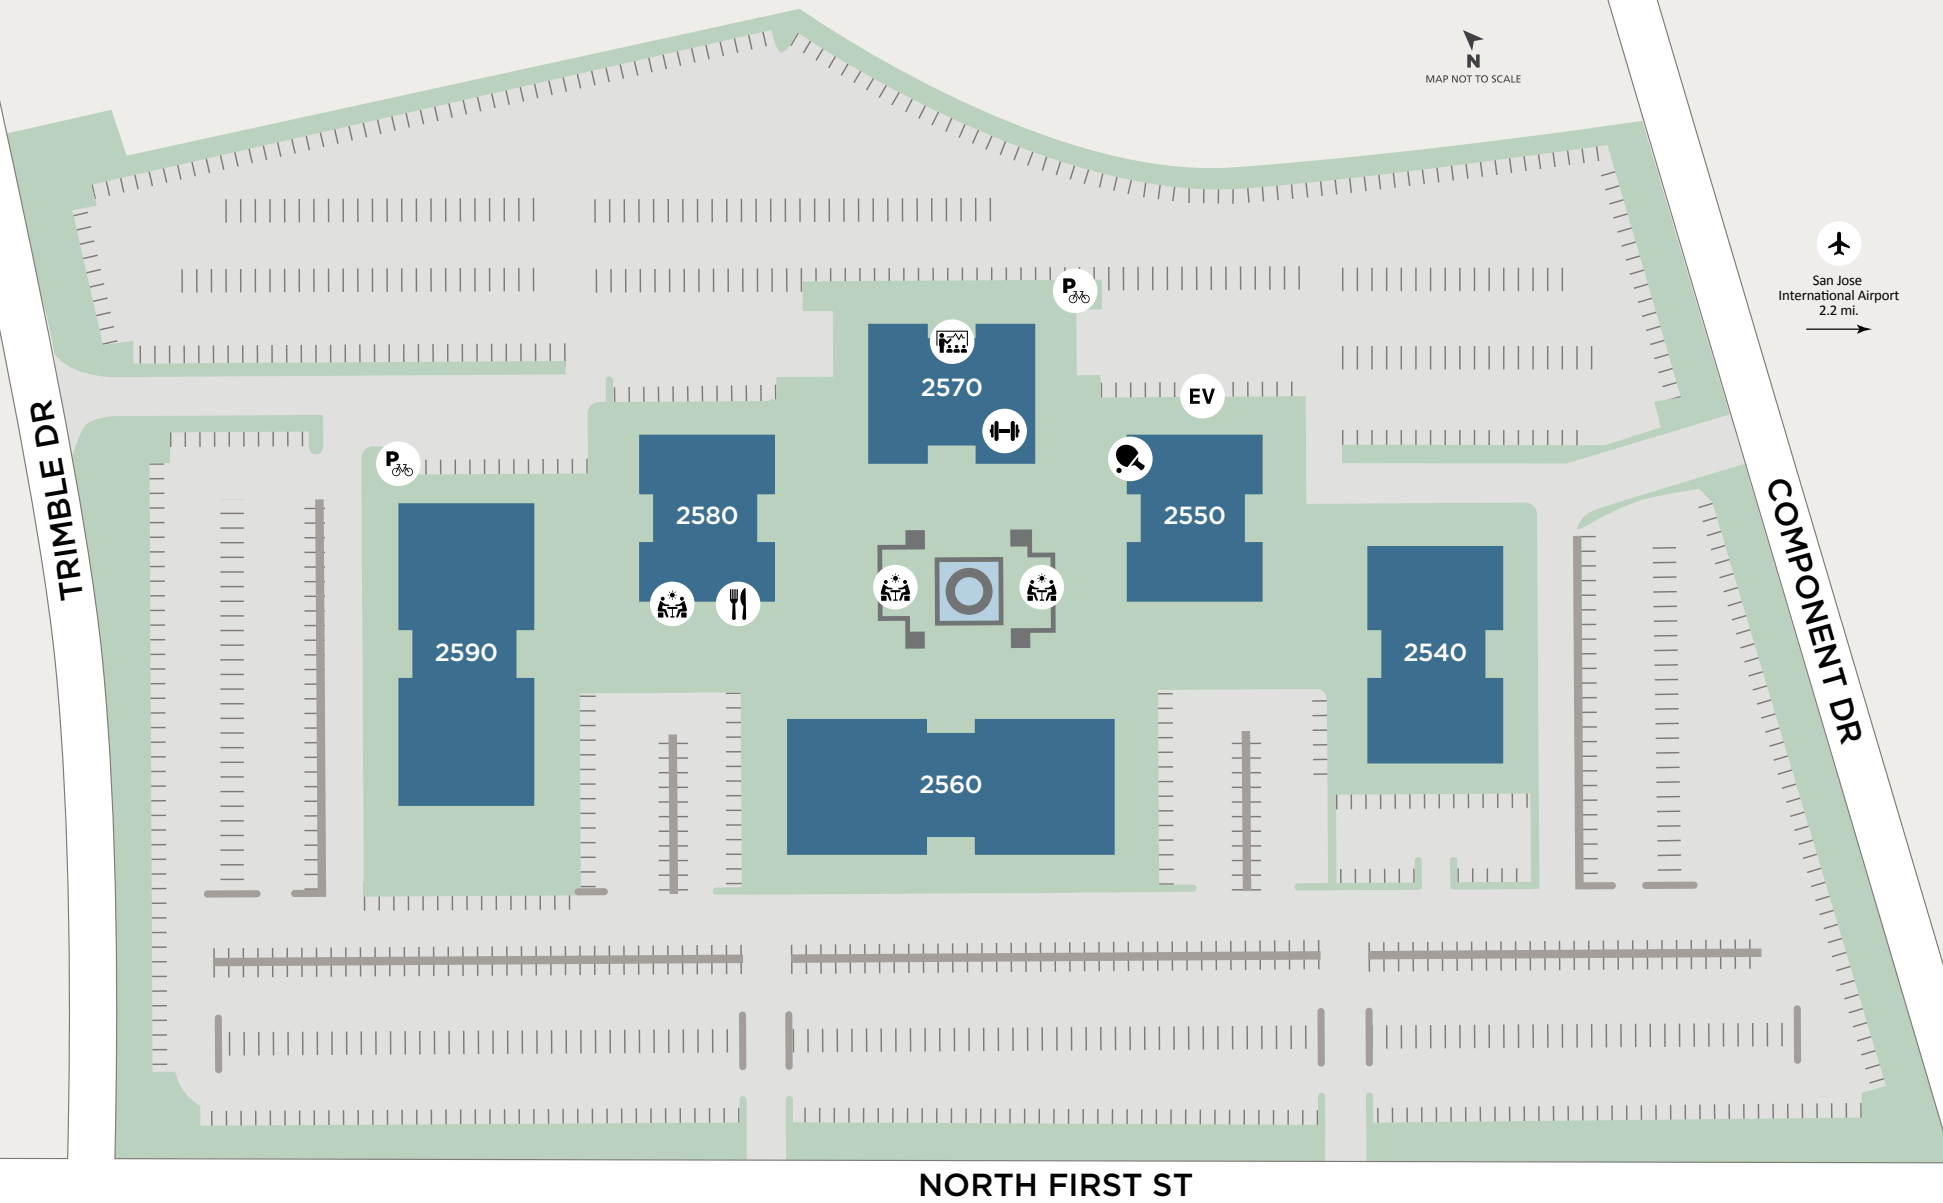 N
MAP NOT TO SCALE
San Jose
International Airport
2.2 mi.
P
2570
EV
TRIMBLE DR
P
2580
2550
COMPONENT DR
2590
2540
2560
NORTH FIRST ST